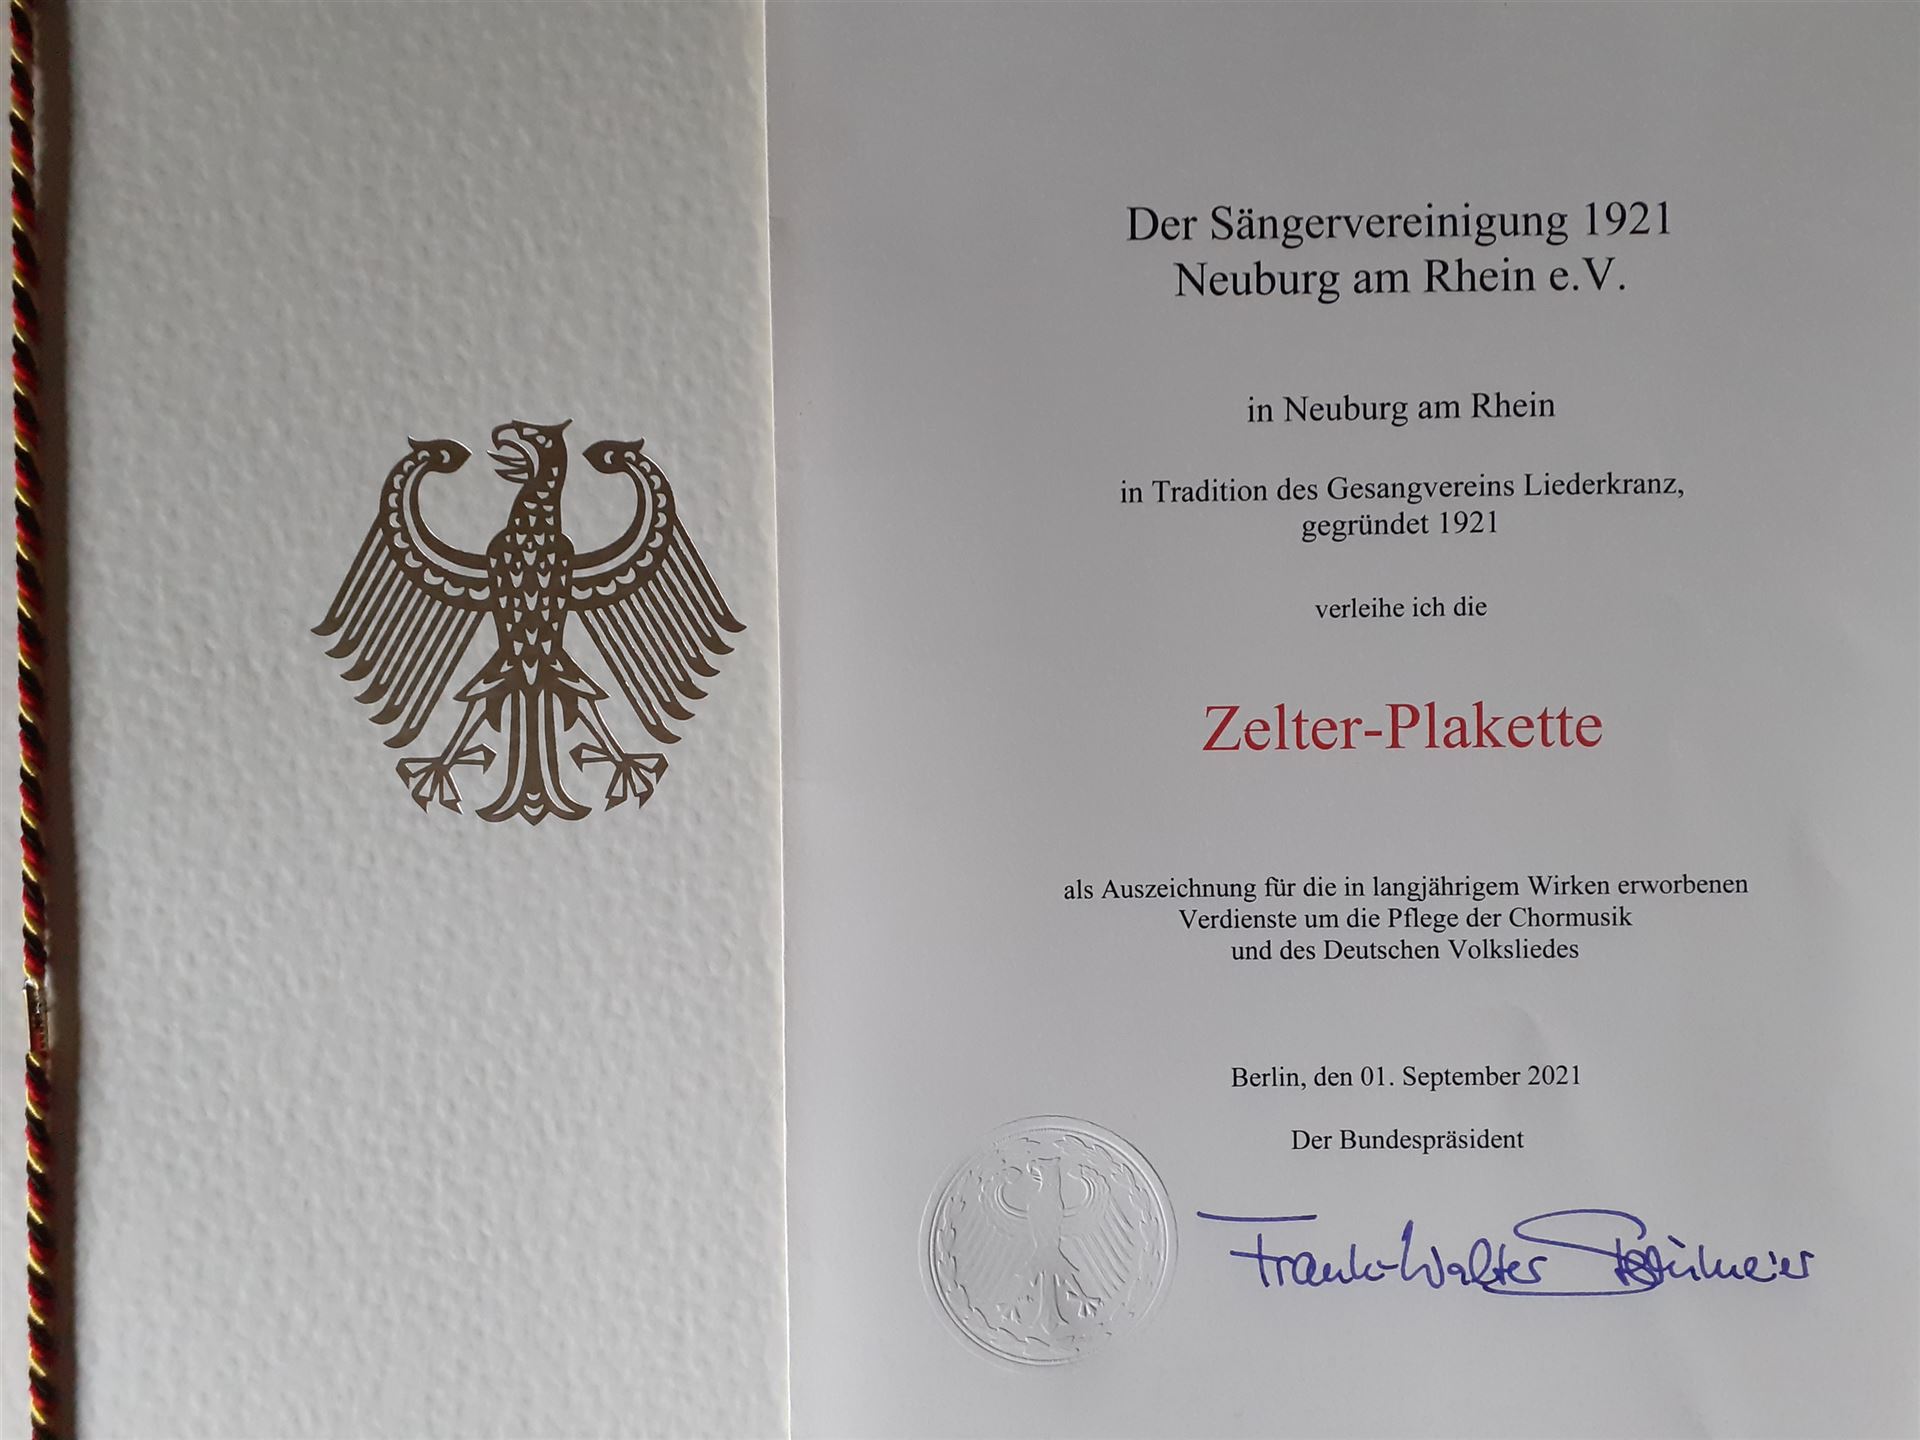 Der Sängervereinigung 1921
Neuburg am Rhein e.V.
in Neuburg am Rhein
in Tradition des Gesangvereins Liederkranz,
gegründet 1921
verleihe ich die
Zelter-Plakette
als Auszeichnung für die in langjährigem Wirken erworbenen
Verdienste um die Pflege der Chormusik
und des Deutschen Volksliedes
Berlin, den 01. September 2021
Der Bundespräsident
Frank-Walter Steinmeier